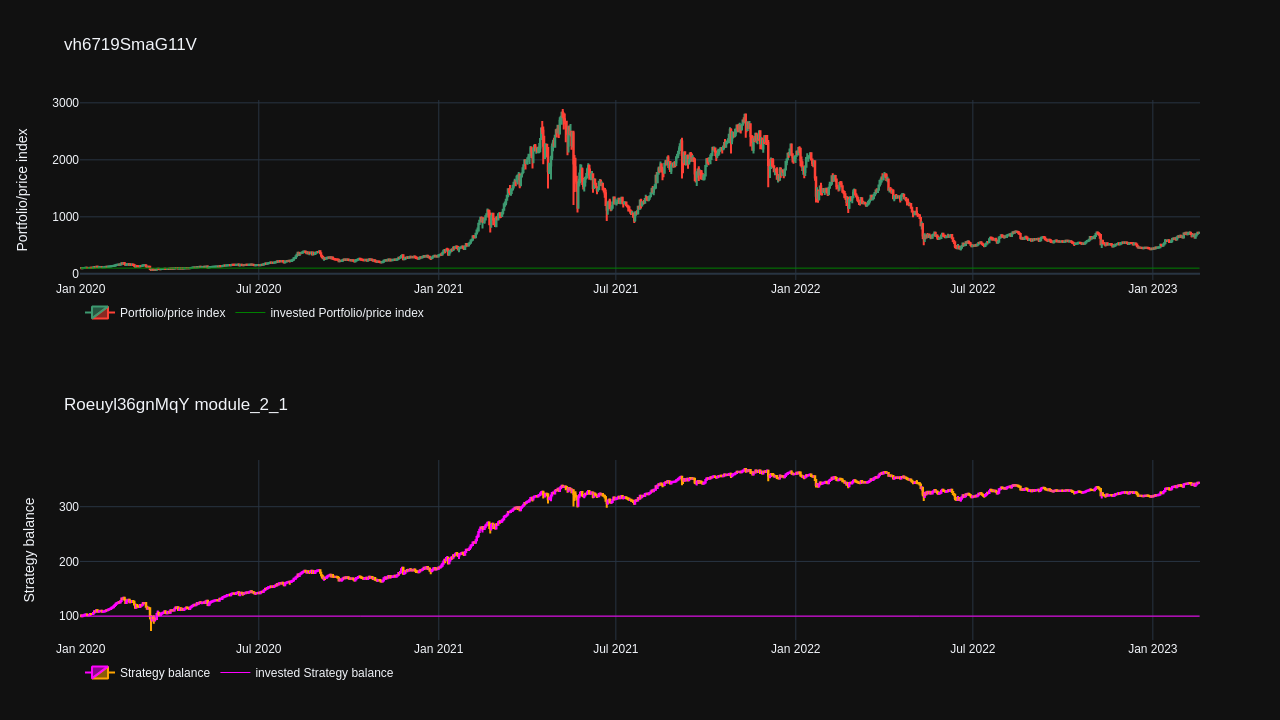 vh6719SmaG11V
Portfolio/price index
3000
2000
1000
0
Jan 2020 Jul 2020 Jan 2021 Jul 2021 Jan 2022 Jul 2022 Jan 2023
Portfolio/price index invested Portfolio/price index
Roeuyl36gnMqY module_2_1
Strategy balance
300
200
100
Jan 2020 Jul 2020 Jan 2021 Jul 2021 Jan 2022 Jul 2022 Jan 2023
Strategy balance invested Strategy balance